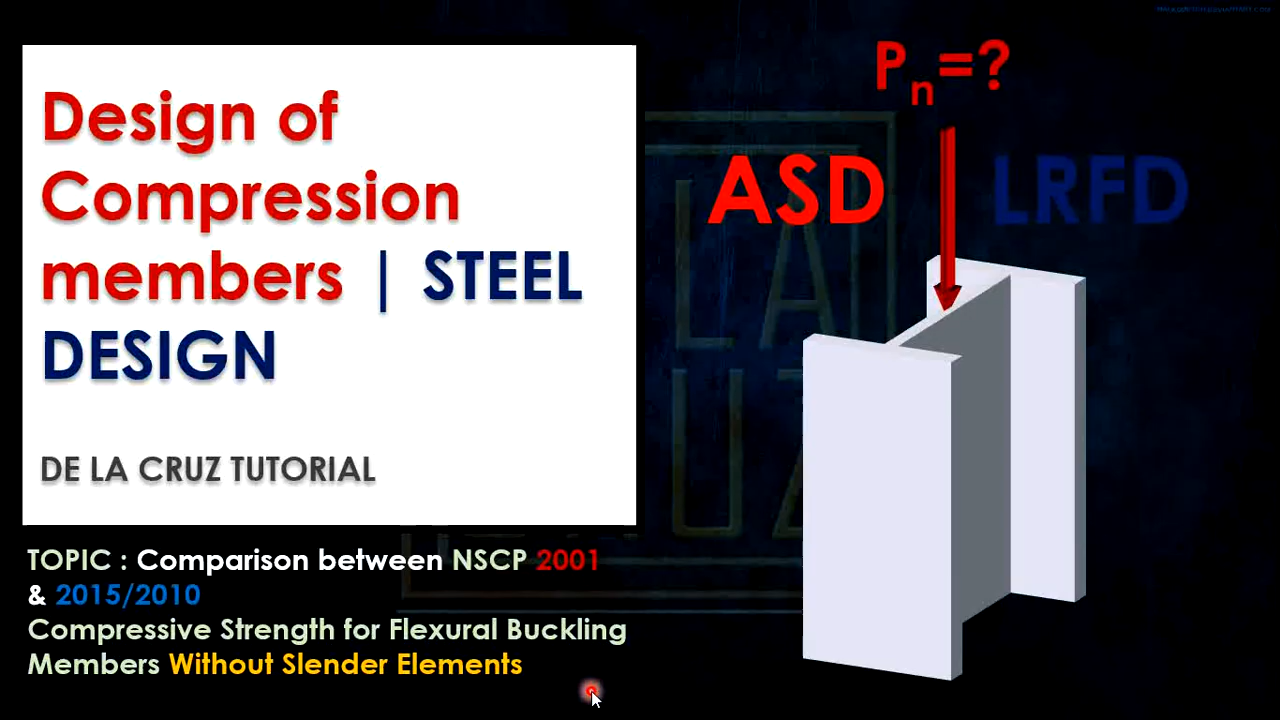 Design of
Compression
members | STEEL
DESIGN
DE LA CRUZ TUTORIAL
TOPIC : Comparison between NSCP 2001
& 2015/2010
Compressive Strength for Flexural Buckling
Members Without Slender Elements
Pn=?
ASD LRFD
LA